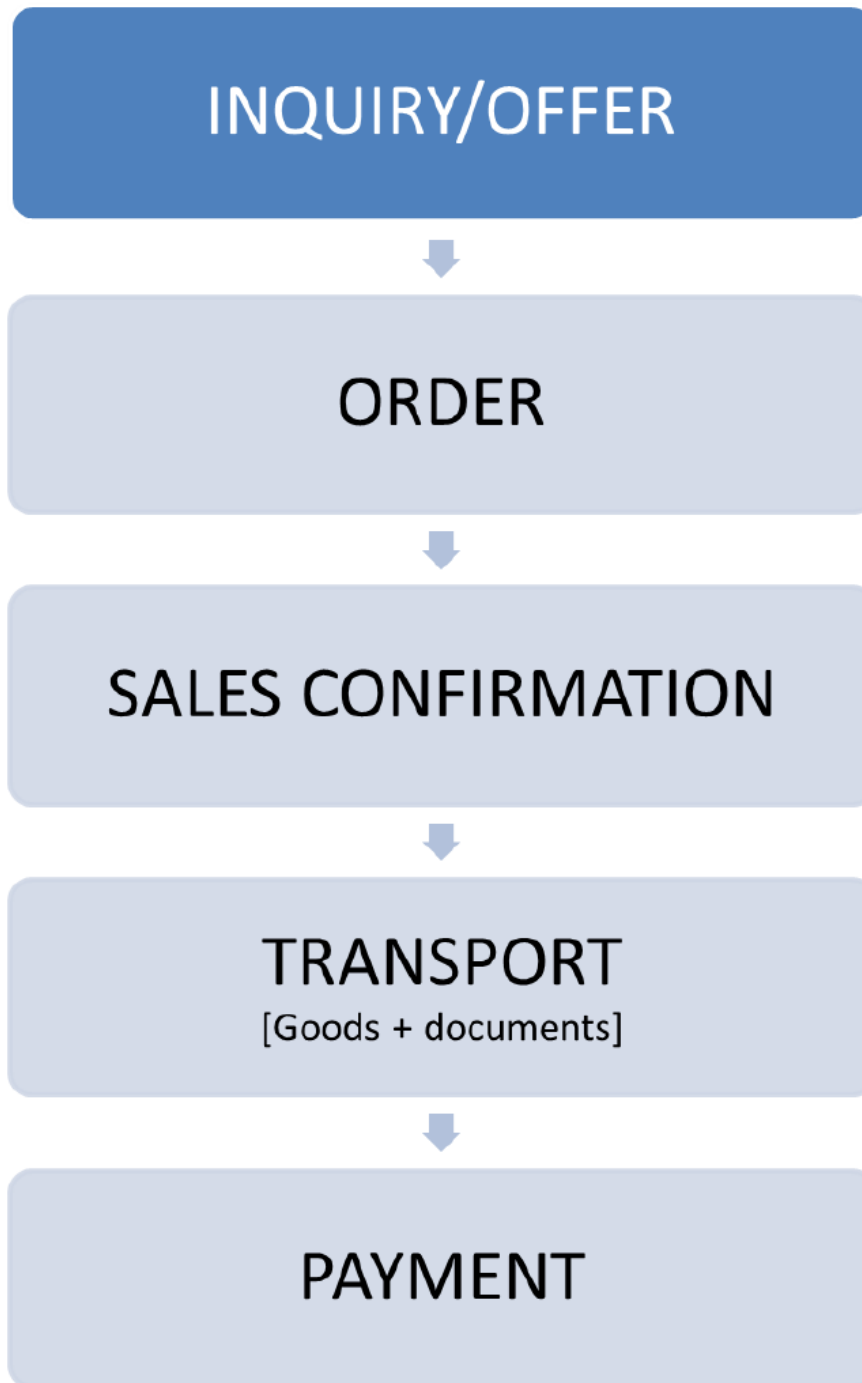 INQUIRY/OFFER
ORDER
SALES CONFIRMATION
TRANSPORT
[Goods + documents]
PAYMENT